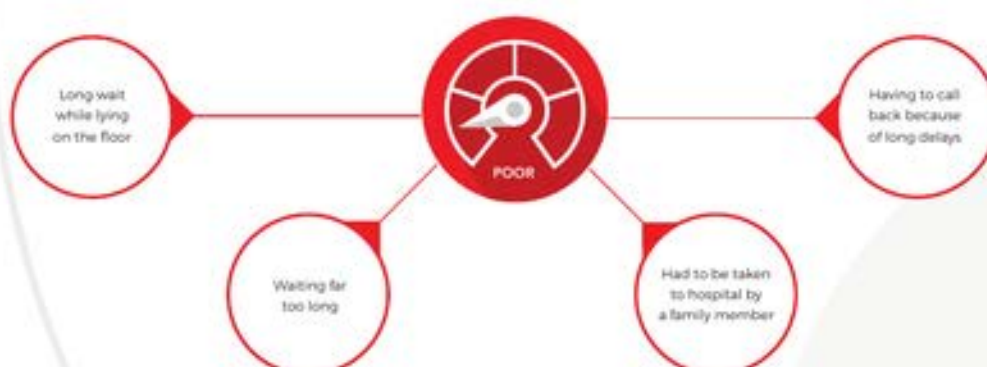 Long wait
while lying
on the floor
POOR
Having to call
back because
of long delays
Waiting far
too long
Had to be taken
to hospital by
a family member